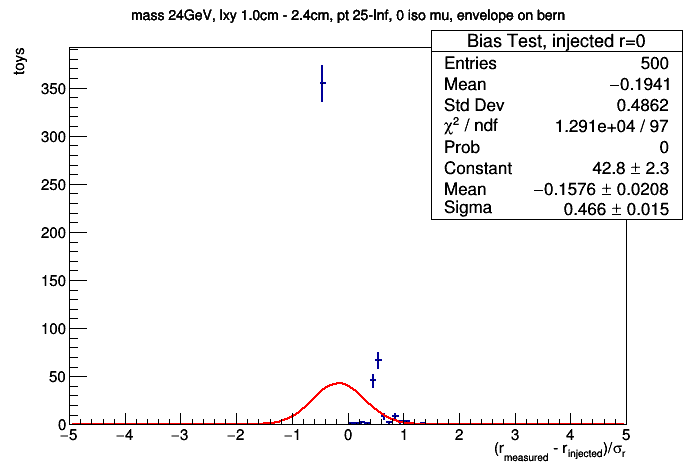 mass 24GeV, lxy 1.0cm - 2.4cm, pt 25-Inf, 0 iso mu, envelope on bern
Bias Test, injected r=0
Entries 500
Mean −0.1941
Std Dev 0.4862
χ² / ndf 1.291e+04 / 97
Prob 0
Constant 42.8 ± 2.3
Mean −0.1576 ± 0.0208
Sigma 0.466 ± 0.015
toys
350
300
250
200
150
100
50
0
−5 −4 −3 −2 −1 0 1 2 3 4 5
(r_measured - r_injected)/σ_r